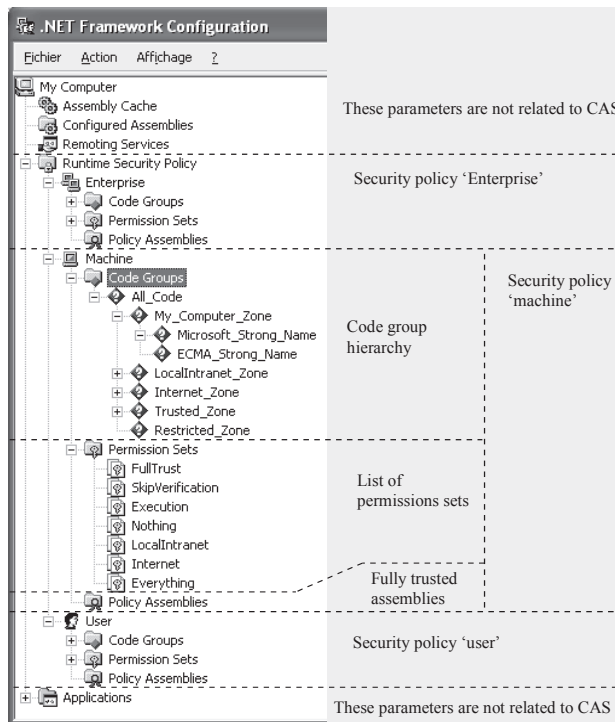 .NET Framework Configuration
Fichier Action Affichage ?
My Computer
Assembly Cache
Configured Assemblies
Remoting Services
These parameters are not related to CAS
Runtime Security Policy
Enterprise
Code Groups
Permission Sets
Policy Assemblies
Security policy ‘Enterprise’
Machine
Code Groups
All_Code
My_Computer_Zone
Microsoft_Strong_Name
ECMA_Strong_Name
LocalIntranet_Zone
Internet_Zone
Trusted_Zone
Restricted_Zone
Code group
hierarchy
Security policy
‘machine’
Permission Sets
FullTrust
SkipVerification
Execution
Nothing
LocalIntranet
Internet
Everything
List of
permissions sets
Policy Assemblies
Fully trusted
assemblies
User
Code Groups
Permission Sets
Policy Assemblies
Security policy ‘user’
Applications
These parameters are not related to CAS